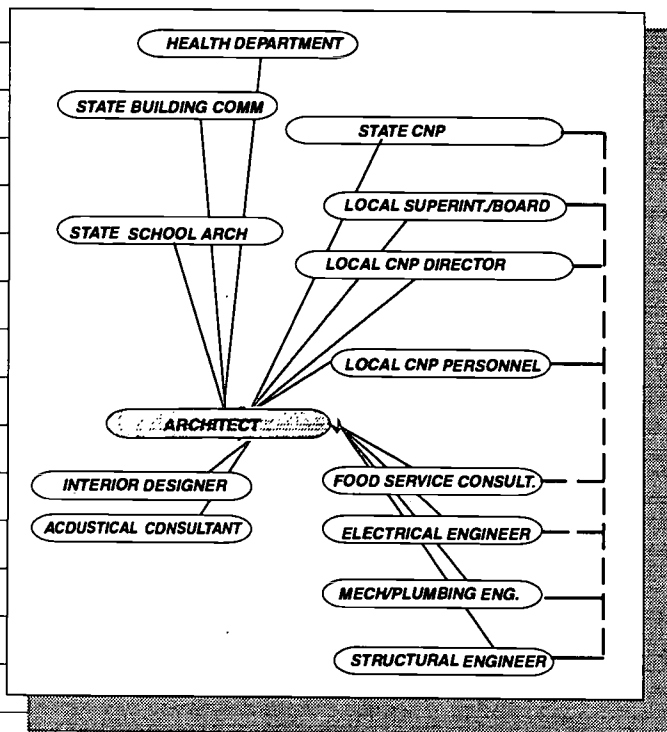 HEALTH DEPARTMENT
STATE BUILDING COMM
STATE CNP
LOCAL SUPERINT./BOARD
STATE SCHOOL ARCH
LOCAL CNP DIRECTOR
LOCAL CNP PERSONNEL
ARCHITECT
INTERIOR DESIGNER
FOOD SERVICE CONSULT.
ACOUSTICAL CONSULTANT
ELECTRICAL ENGINEER
MECH/PLUMBING ENG.
STRUCTURAL ENGINEER